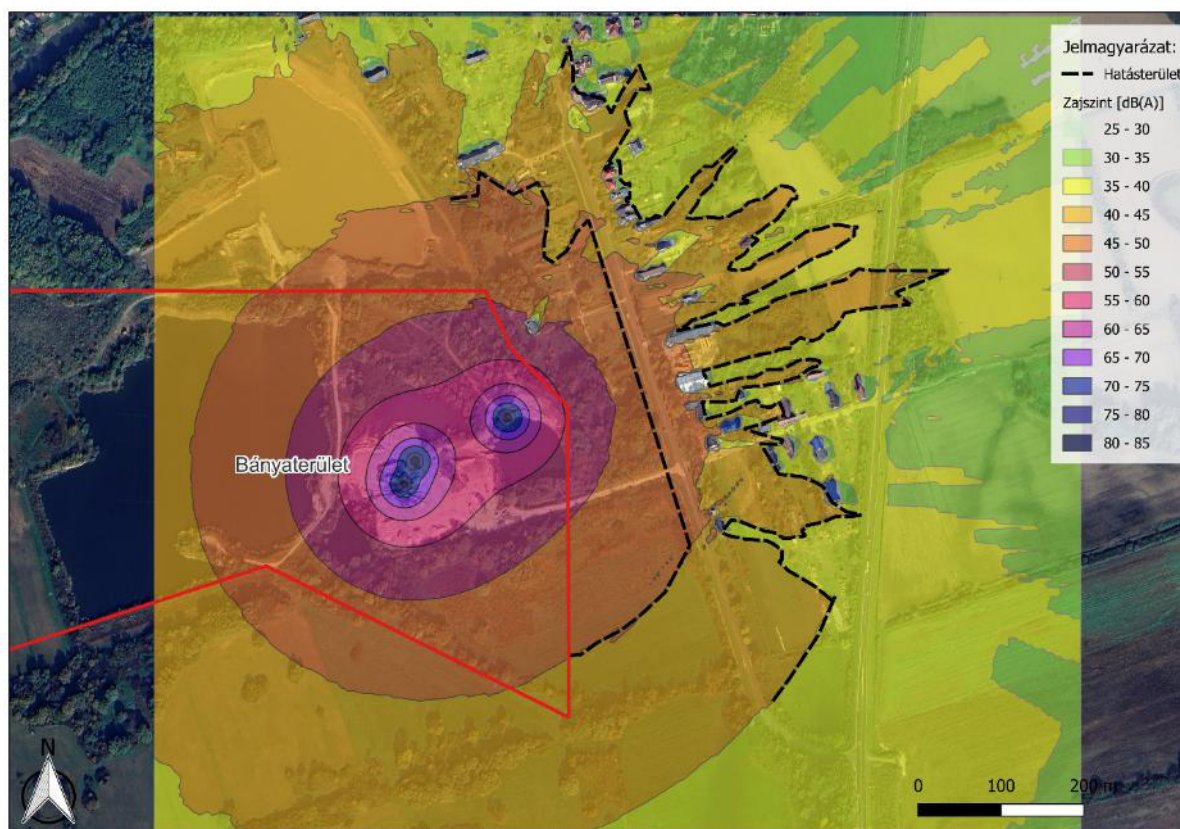 Jelmagyarázat:
Hatásterület
Zajszint [dB(A)]
25 - 30
30 - 35
35 - 40
40 - 45
45 - 50
50 - 55
55 - 60
60 - 65
65 - 70
70 - 75
75 - 80
80 - 85
Bányaterület
N
0 100 200 m